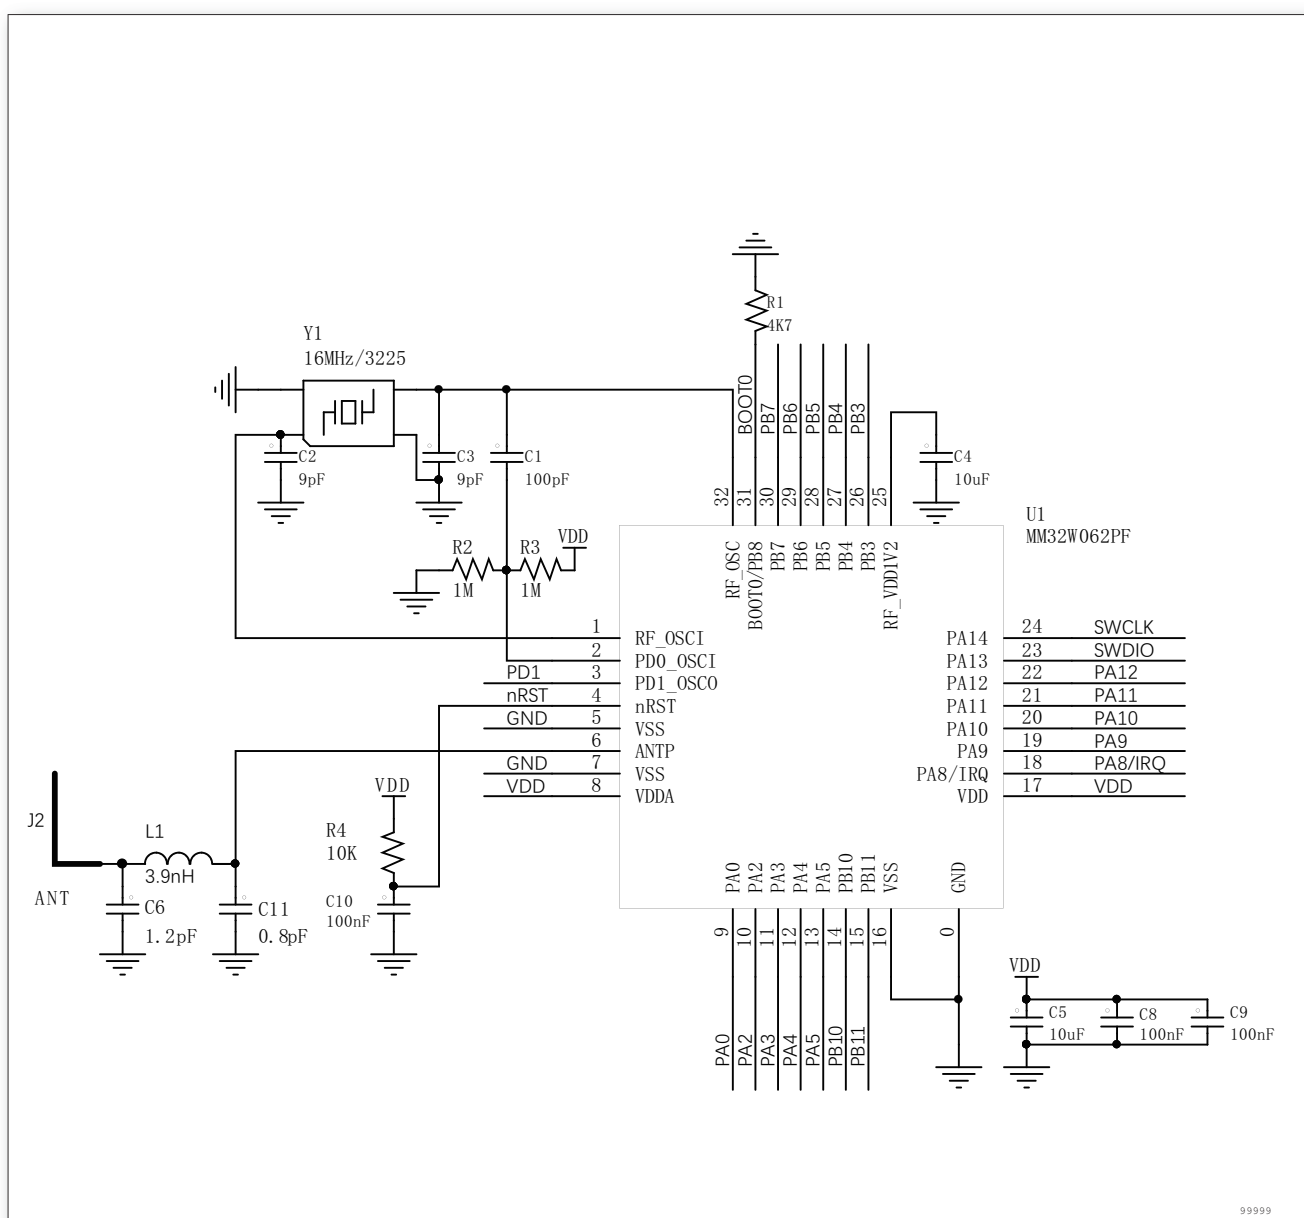 R1
4K7
Y1
16MHz/3225
BOOT0
PB7
PB6
PB5
PB4
PB3
C2
9pF
C3
9pF
C1
100pF
C4
10uF
32
31
30
29
28
27
26
25
U1
MM32W062PF
R2
1M
R3
1M
VDD
RF_OSC
BOOT0/PB8
PB7
PB6
PB5
PB4
PB3
RF_VDD1V2
1 RF_OSCI
2 PD0_OSCI
PD1 3 PD1_OSCO
nRST 4 nRST
GND 5 VSS
6 ANTP
GND 7 VSS
VDD 8 VDDA
PA14 24 SWCLK
PA13 23 SWDIO
PA12 22 PA12
PA11 21 PA11
PA10 20 PA10
PA9 19 PA9
PA8/IRQ 18 PA8/IRQ
VDD 17 VDD
VDD
R4
10K
J2
L1
3.9nH
ANT
C6
1.2pF
C11
0.8pF
C10
100nF
PA0
PA2
PA3
PA4
PA5
PB10
PB11
VSS
GND
9
10
11
12
13
14
15
16
0
PA0
PA2
PA3
PA4
PA5
PB10
PB11
VDD
C5
10uF
C8
100nF
C9
100nF
99999